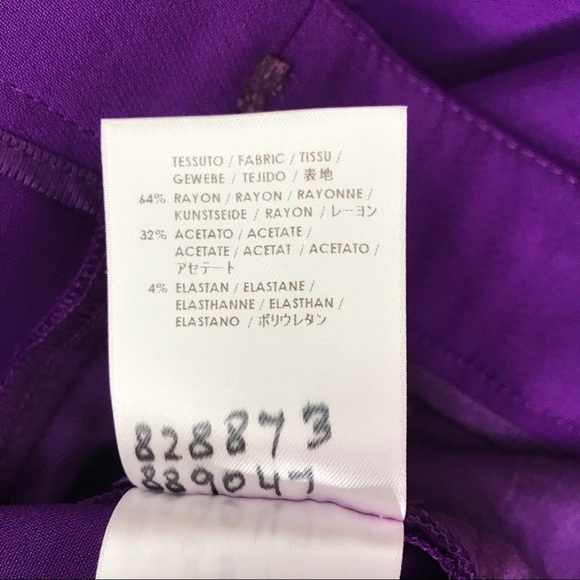 TESSUTO / FABRIC / TISSU /
GEWEBE / TEJIDO / 表地
64% RAYON / RAYON / RAYONNE /
KUNSTSEIDE / RAYON / レーヨン
32% ACETATO / ACETATE /
ACETATE / ACETAT / ACETATO /
アセテート
4% ELASTAN / ELASTANE /
ELASTHANNE / ELASTHAN /
ELASTANO / ポリウレタン
828873
889047